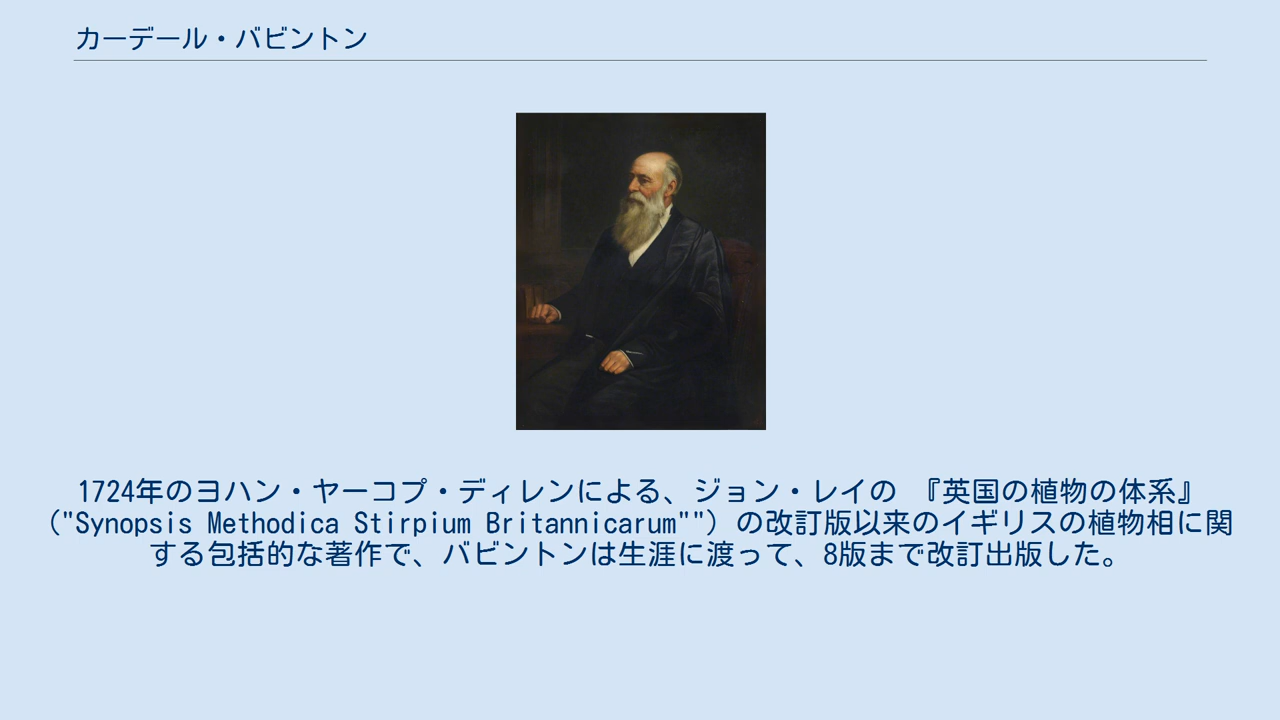 カーデール・バビントン
1724年のヨハン・ヤーコプ・ディレンによる、ジョン・レイの 『英国の植物の体系』
("Synopsis Methodica Stirpium Britannicarum"") の改訂版以来のイギリスの植物相に関
する包括的な著作で、バビントンは生涯に渡って、8版まで改訂出版した。